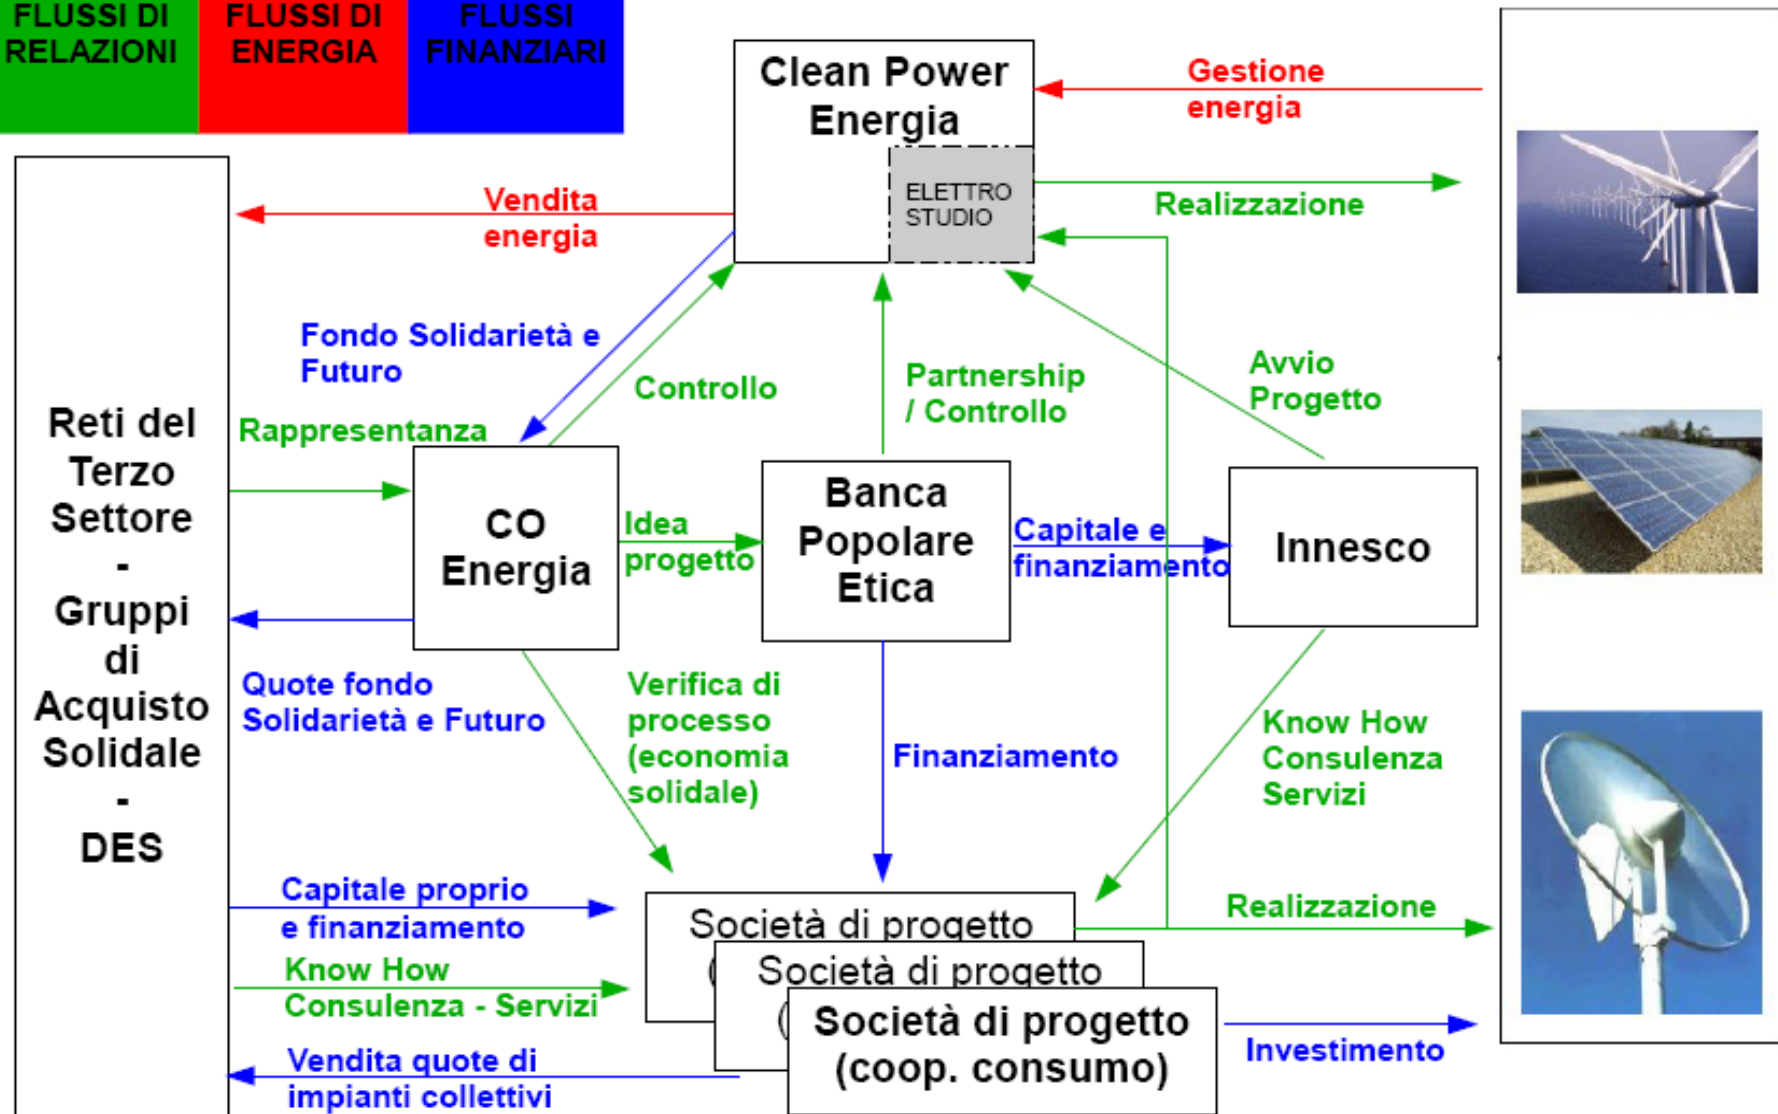 FLUSSI DI
RELAZIONI
FLUSSI DI
ENERGIA
FLUSSI
FINANZIARI
Clean Power
Energia
ELETTRO
STUDIO
Gestione
energia
Realizzazione
Vendita
energia
Fondo Solidarietà e
Futuro
Controllo
Partnership
/ Controllo
Avvio
Progetto
Reti del
Terzo
Settore
-
Gruppi
di
Acquisto
Solidale
-
DES
Rappresentanza
CO
Energia
Idea
progetto
Banca
Popolare
Etica
Capitale e
finanziamento
Innesco
Quote fondo
Solidarietà e Futuro
Verifica di
processo
(economia
solidale)
Finanziamento
Know How
Consulenza
Servizi
Capitale proprio
e finanziamento
Know How
Consulenza - Servizi
Vendita quote di
impianti collettivi
Società di progetto
(
Società di progetto
(
Società di progetto
(coop. consumo)
Realizzazione
Investimento